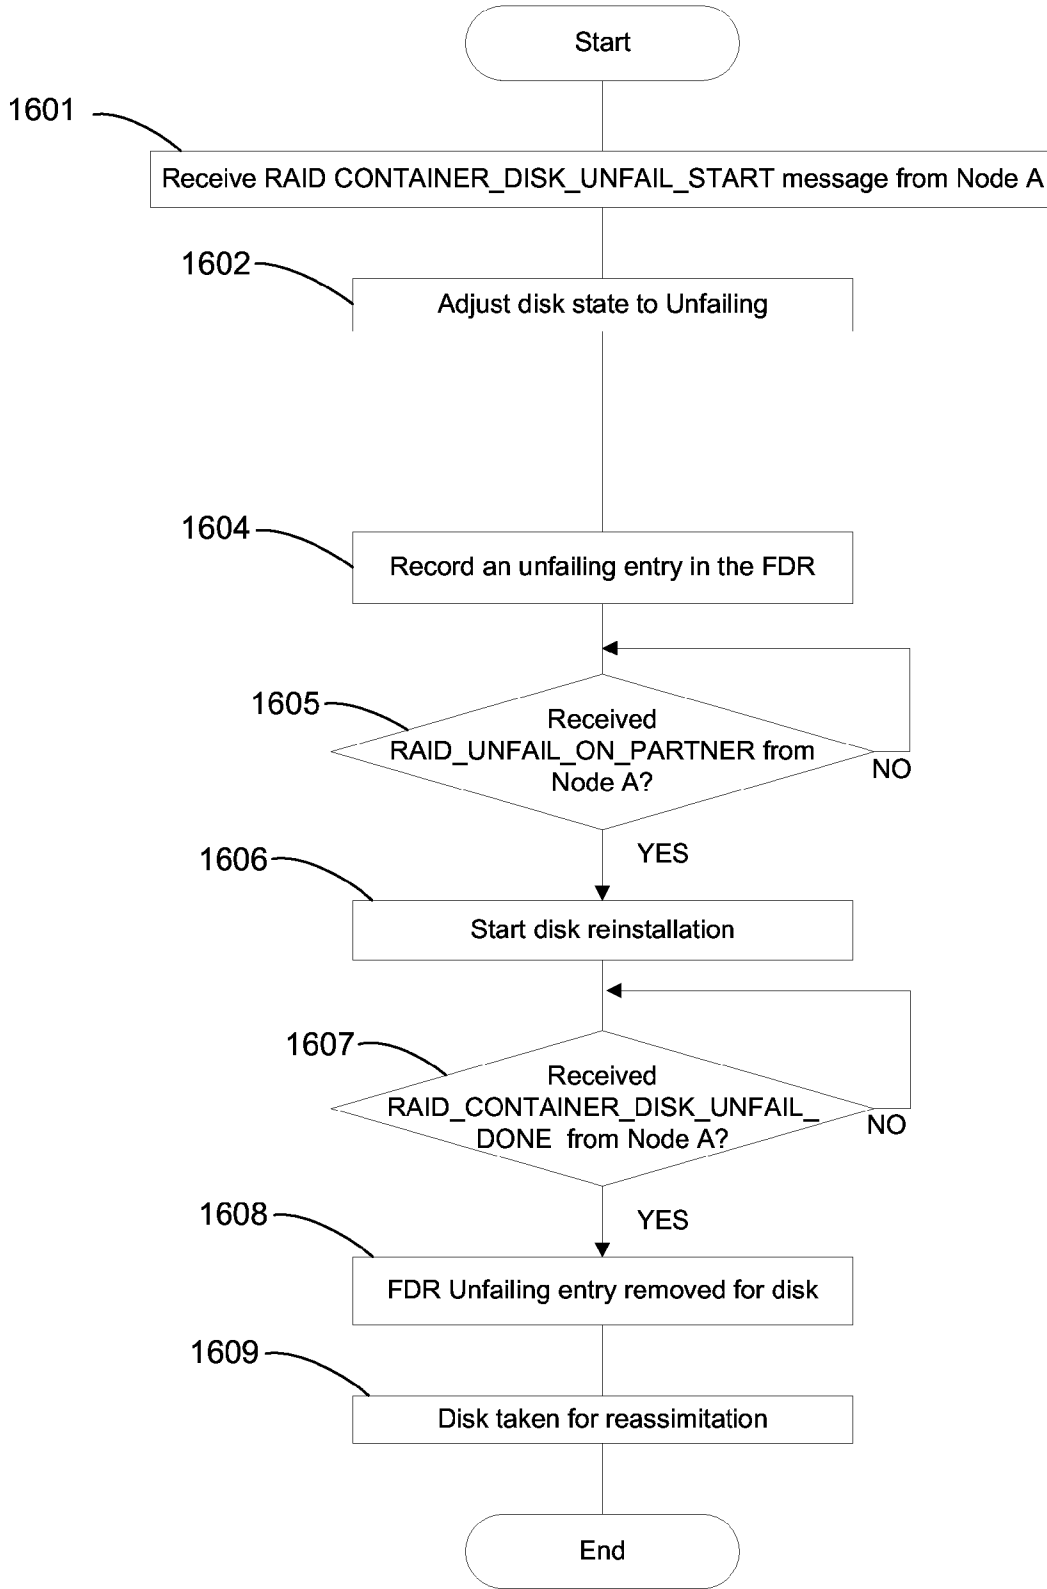 Start
1601
Receive RAID CONTAINER_DISK_UNFAIL_START message from Node A
1602
Adjust disk state to Unfailing
1604
Record an unfailing entry in the FDR
1605
Received
RAID_UNFAIL_ON_PARTNER from
Node A?
NO
YES
1606
Start disk reinstallation
1607
Received
RAID_CONTAINER_DISK_UNFAIL_
DONE from Node A?
NO
YES
1608
FDR Unfailing entry removed for disk
1609
Disk taken for reassimitation
End